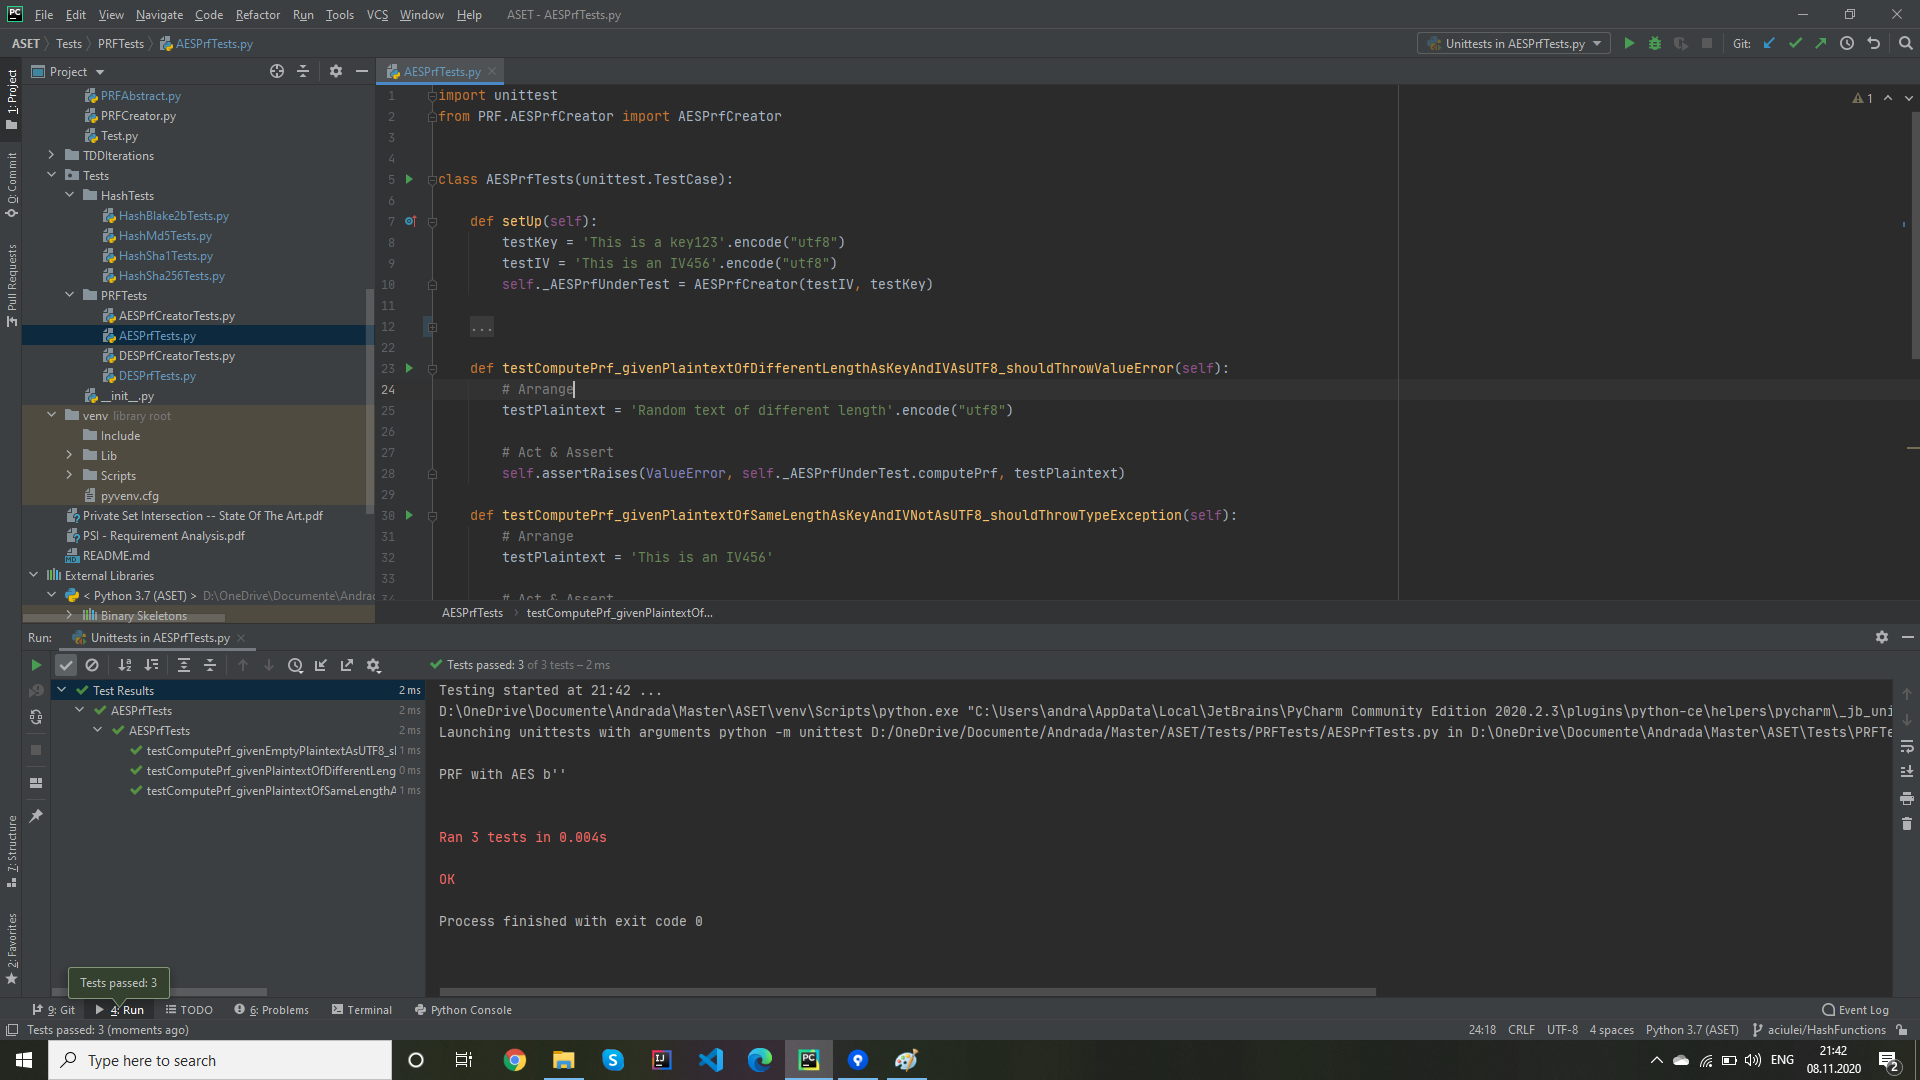 File Edit View Navigate Code Refactor Run Tools VCS Window Help ASET - AESPrfTests.py
ASET Tests PRFTests AESPrfTests.py
Unittests in AESPrfTests.py Git:
Project
AESPrfTests.py
1: Project
0: Commit
Pull Requests
7: Structure
2: Favorites
PRFAbstract.py
PRFCreator.py
Test.py
TDDIterations
Tests
HashTests
HashBlake2bTests.py
HashMd5Tests.py
HashSha1Tests.py
HashSha256Tests.py
PRFTests
AESPrfCreatorTests.py
AESPrfTests.py
DESPrfCreatorTests.py
DESPrfTests.py
__init__.py
venv library root
Include
Lib
Scripts
pyvenv.cfg
Private Set Intersection -- State Of The Art.pdf
PSI - Requirement Analysis.pdf
README.md
External Libraries
< Python 3.7 (ASET) > D:\OneDrive\Documente\Andrad
Binary Skeletons
1 import unittest
2 from PRF.AESPrfCreator import AESPrfCreator
3
4
5 class AESPrfTests(unittest.TestCase):
6
7 def setUp(self):
8 testKey = 'This is a key123'.encode("utf8")
9 testIV = 'This is an IV456'.encode("utf8")
10 self._AESPrfUnderTest = AESPrfCreator(testIV, testKey)
11
12 ...
22
23 def testComputePrf_givenPlaintextOfDifferentLengthAsKeyAndIVAsUTF8_shouldThrowValueError(self):
24 # Arrange
25 testPlaintext = 'Random text of different length'.encode("utf8")
26
27 # Act & Assert
28 self.assertRaises(ValueError, self._AESPrfUnderTest.computePrf, testPlaintext)
29
30 def testComputePrf_givenPlaintextOfSameLengthAsKeyAndIVNotAsUTF8_shouldThrowTypeException(self):
31 # Arrange
32 testPlaintext = 'This is an IV456'
33
34 # Act & Assert
1
AESPrfTests testComputePrf_givenPlaintextOf...
Run: Unittests in AESPrfTests.py
Tests passed: 3 of 3 tests – 2 ms
Test Results 2 ms
AESPrfTests 2 ms
AESPrfTests 2 ms
testComputePrf_givenEmptyPlaintextAsUTF8_sl 1 ms
testComputePrf_givenPlaintextOfDifferentLeng 0 ms
testComputePrf_givenPlaintextOfSameLengthA 1 ms
Testing started at 21:42 ...
D:\OneDrive\Documente\Andrada\Master\ASET\venv\Scripts\python.exe "C:\Users\andra\AppData\Local\JetBrains\PyCharm Community Edition 2020.2.3\plugins\python-ce\helpers\pycharm\_jb_uni
Launching unittests with arguments python -m unittest D:/OneDrive/Documente/Andrada/Master/ASET/Tests/PRFTests/AESPrfTests.py in D:\OneDrive\Documente\Andrada\Master\ASET\Tests\PRFTe
PRF with AES b''
Ran 3 tests in 0.004s
OK
Process finished with exit code 0
Tests passed: 3
9: Git 4: Run TODO 6: Problems Terminal Python Console Event Log
Tests passed: 3 (moments ago) 24:18 CRLF UTF-8 4 spaces Python 3.7 (ASET) aciulei/HashFunctions
Type here to search
ENG
21:42
08.11.2020
2